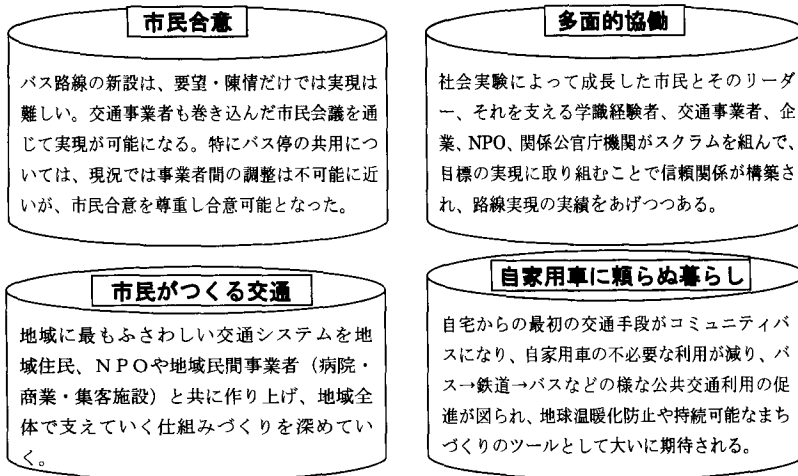 市民合意
バス路線の新設は、要望・陳情だけでは実現は
難しい。交通事業者も巻き込んだ市民会議を通
じて実現が可能になる。特にバス停の共用につ
いては、現況では事業者間の調整は不可能に近
いが、市民合意を尊重し合意可能となった。
多面的協働
社会実験によって成長した市民とそのリーダ
ー、それを支える学識経験者、交通事業者、企
業、NPO、関係公官庁機関がスクラムを組んで、
目標の実現に取り組むことで信頼関係が構築さ
れ、路線実現の実績をあげつつある。
市民がつくる交通
地域に最もふさわしい交通システムを地
域住民、ＮＰＯや地域民間事業者（病院・
商業・集客施設）と共に作り上げ、地域全
体で支えていく仕組みづくりを深めてい
く。
自家用車に頼らぬ暮らし
自宅からの最初の交通手段がコミュニティバ
スになり、自家用車の不必要な利用が減り、バ
ス→鉄道→バスなどの様な公共交通利用の促
進が図られ、地球温暖化防止や持続可能なまち
づくりのツールとして大いに期待される。